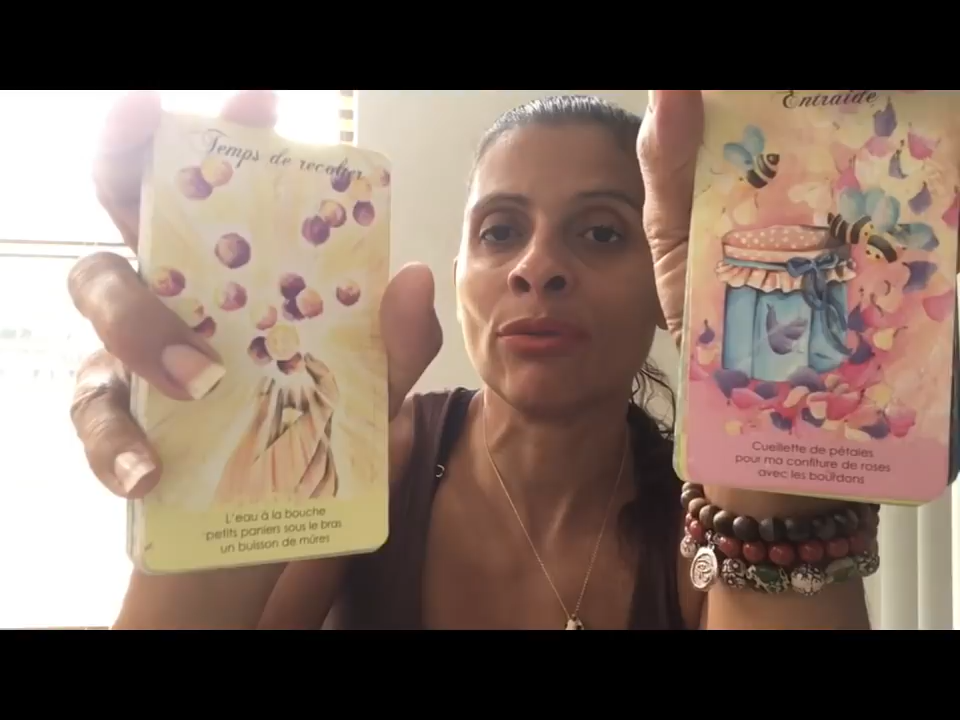 Temps de récolter
L'eau à la bouche
petits paniers sous le bras
un buisson de mûres
Entraide
Cueillette de pétales
pour ma confiture de roses
avec les bourdons